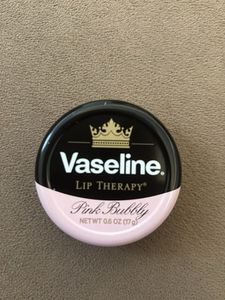 Vaseline®
LIP THERAPY®
Pink Bubbly
NET WT 0.6 OZ (17g)